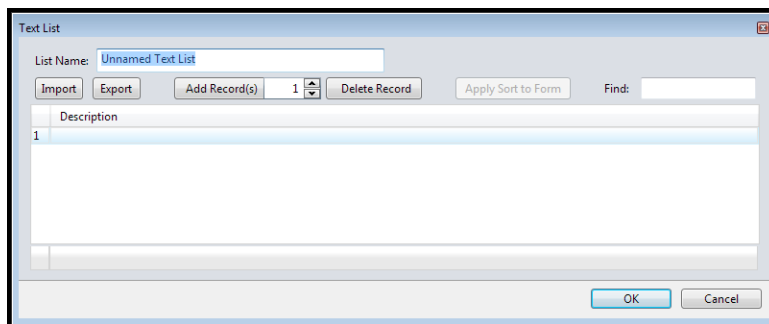 Text List
List Name: Unnamed Text List
Import Export Add Record(s) 1 Delete Record Apply Sort to Form Find:
Description
1
OK Cancel